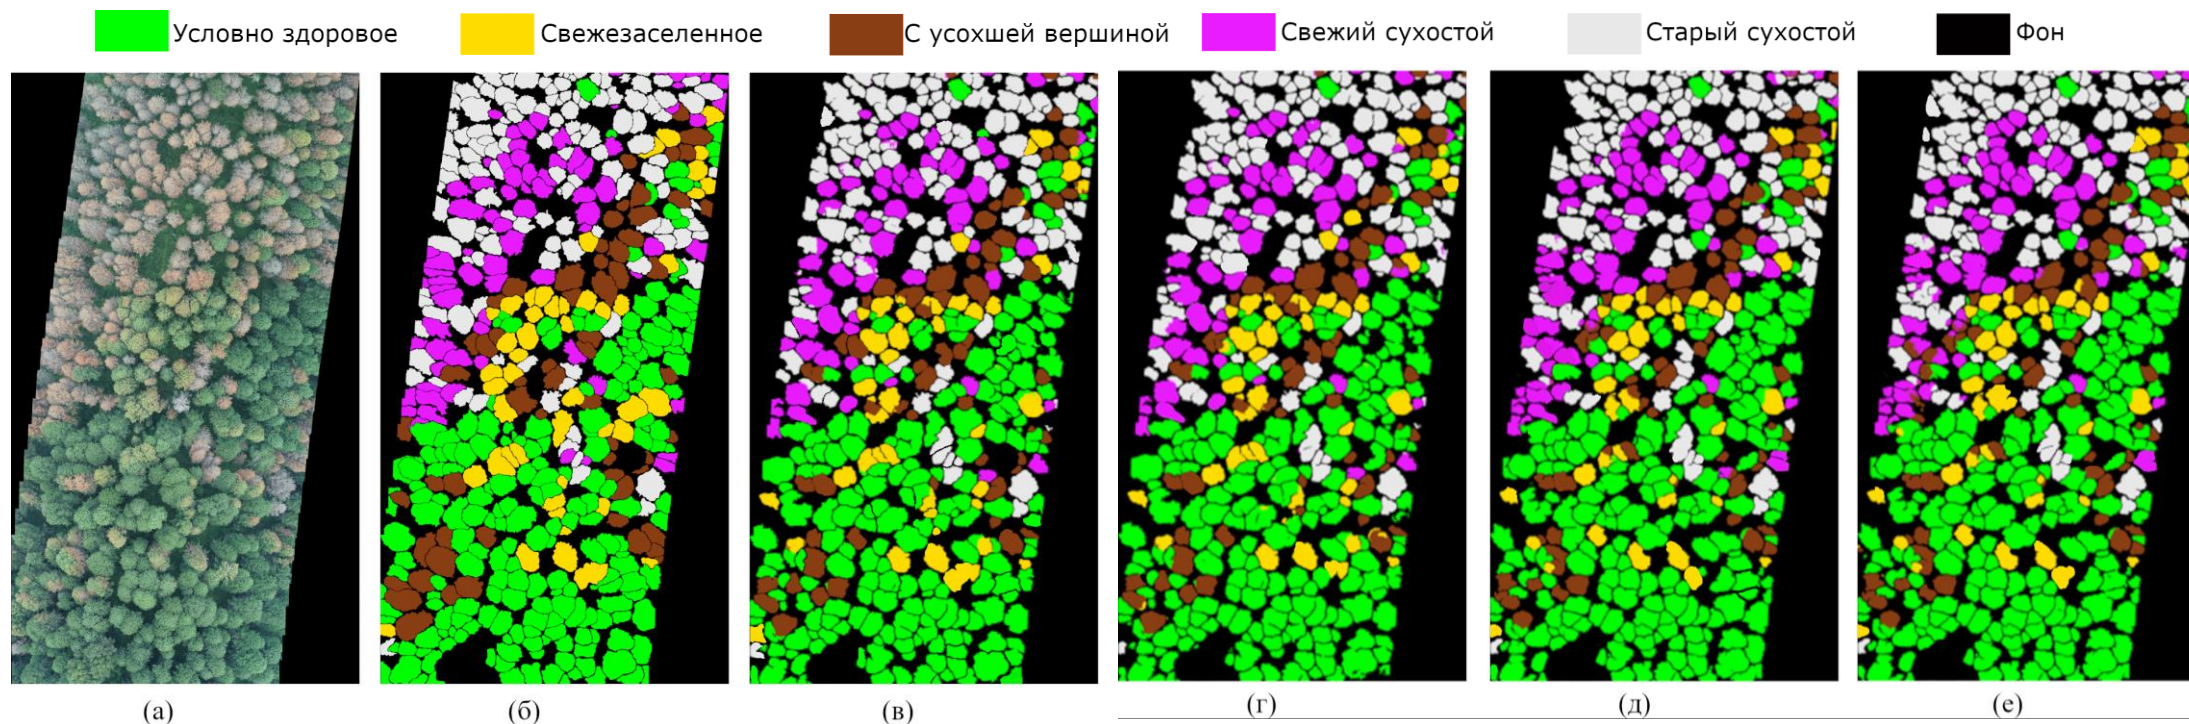 Условно здоровое Свежезаселенное С усохшей вершиной Свежий сухостой Старый сухостой Фон
(а) (б) (в) (г) (д) (е)